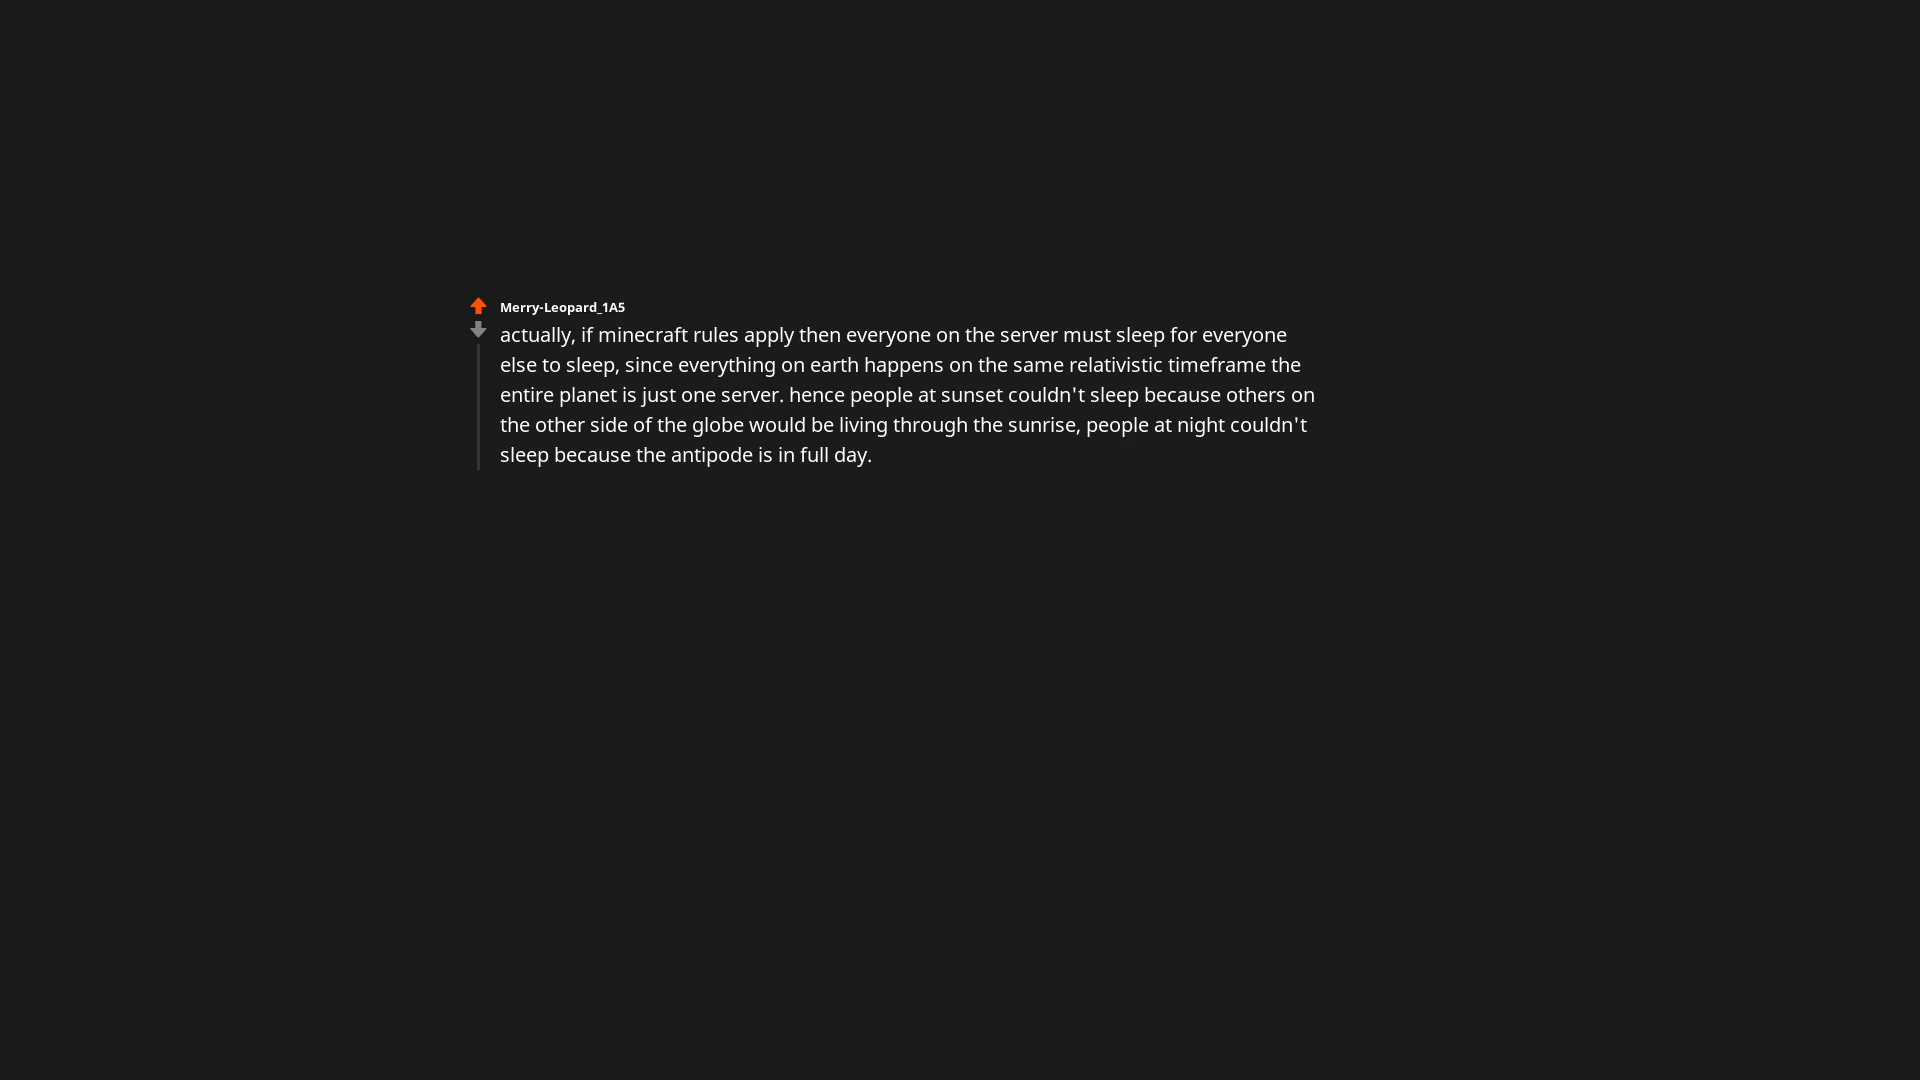 Merry-Leopard_1A5
actually, if minecraft rules apply then everyone on the server must sleep for everyone
else to sleep, since everything on earth happens on the same relativistic timeframe the
entire planet is just one server. hence people at sunset couldn't sleep because others on
the other side of the globe would be living through the sunrise, people at night couldn't
sleep because the antipode is in full day.